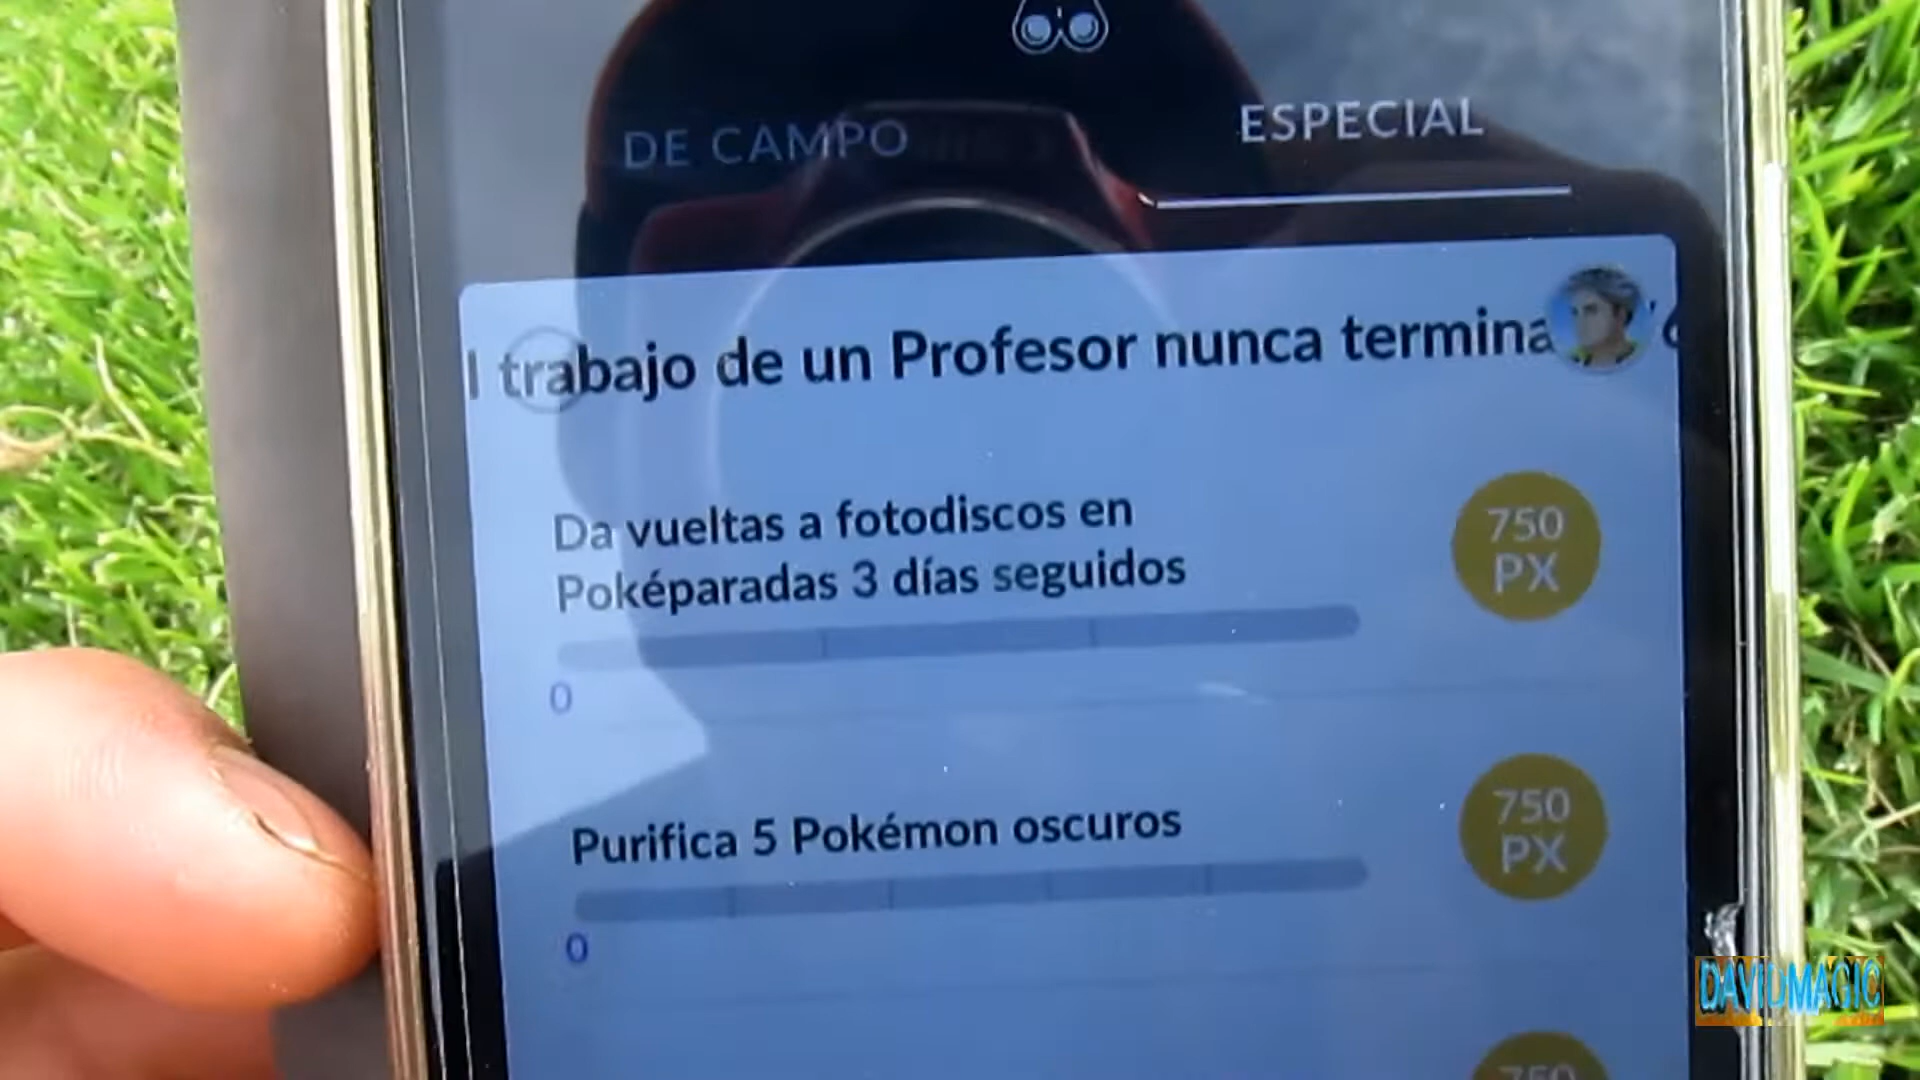 DE CAMPO
ESPECIAL
l trabajo de un Profesor nunca termina
Da vueltas a fotodiscos en
Poképaradas 3 días seguidos
750
PX
0
Purifica 5 Pokémon oscuros
750
PX
0
750
DAVIDMAGIC